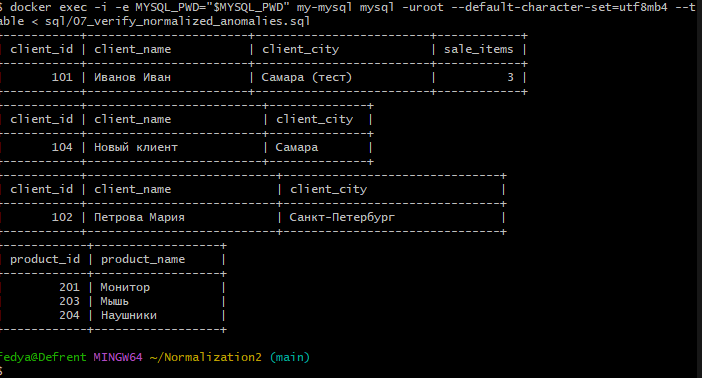 $ docker exec -i -e MYSQL_PWD="$MYSQL_PWD" my-mysql mysql -uroot --default-character-set=utf8mb4 --t
able < sql/07_verify_normalized_anomalies.sql
-----------+--------------------+----------------------+------------+
 client_id | client_name | client_city | sale_items |
-----------+--------------------+----------------------+------------+
 101 | Иванов Иван | Самара (тест) | 3 |
-----------+--------------------+----------------------+------------+
 client_id | client_name | client_city |
 104 | Новый клиент | Самара |
 client_id | client_name | client_city |
 102 | Петрова Мария | Санкт-Петербург |
 product_id | product_name |
 201 | Монитор |
 203 | Мышь |
 204 | Наушники |
fedya@Defrent MINGW64 ~/Normalization2 (main)
$